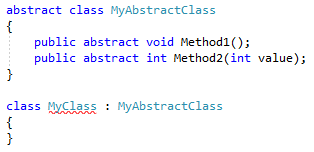 abstract class MyAbstractClass
{
    public abstract void Method1();
    public abstract int Method2(int value);
}

class MyClass : MyAbstractClass
{
}